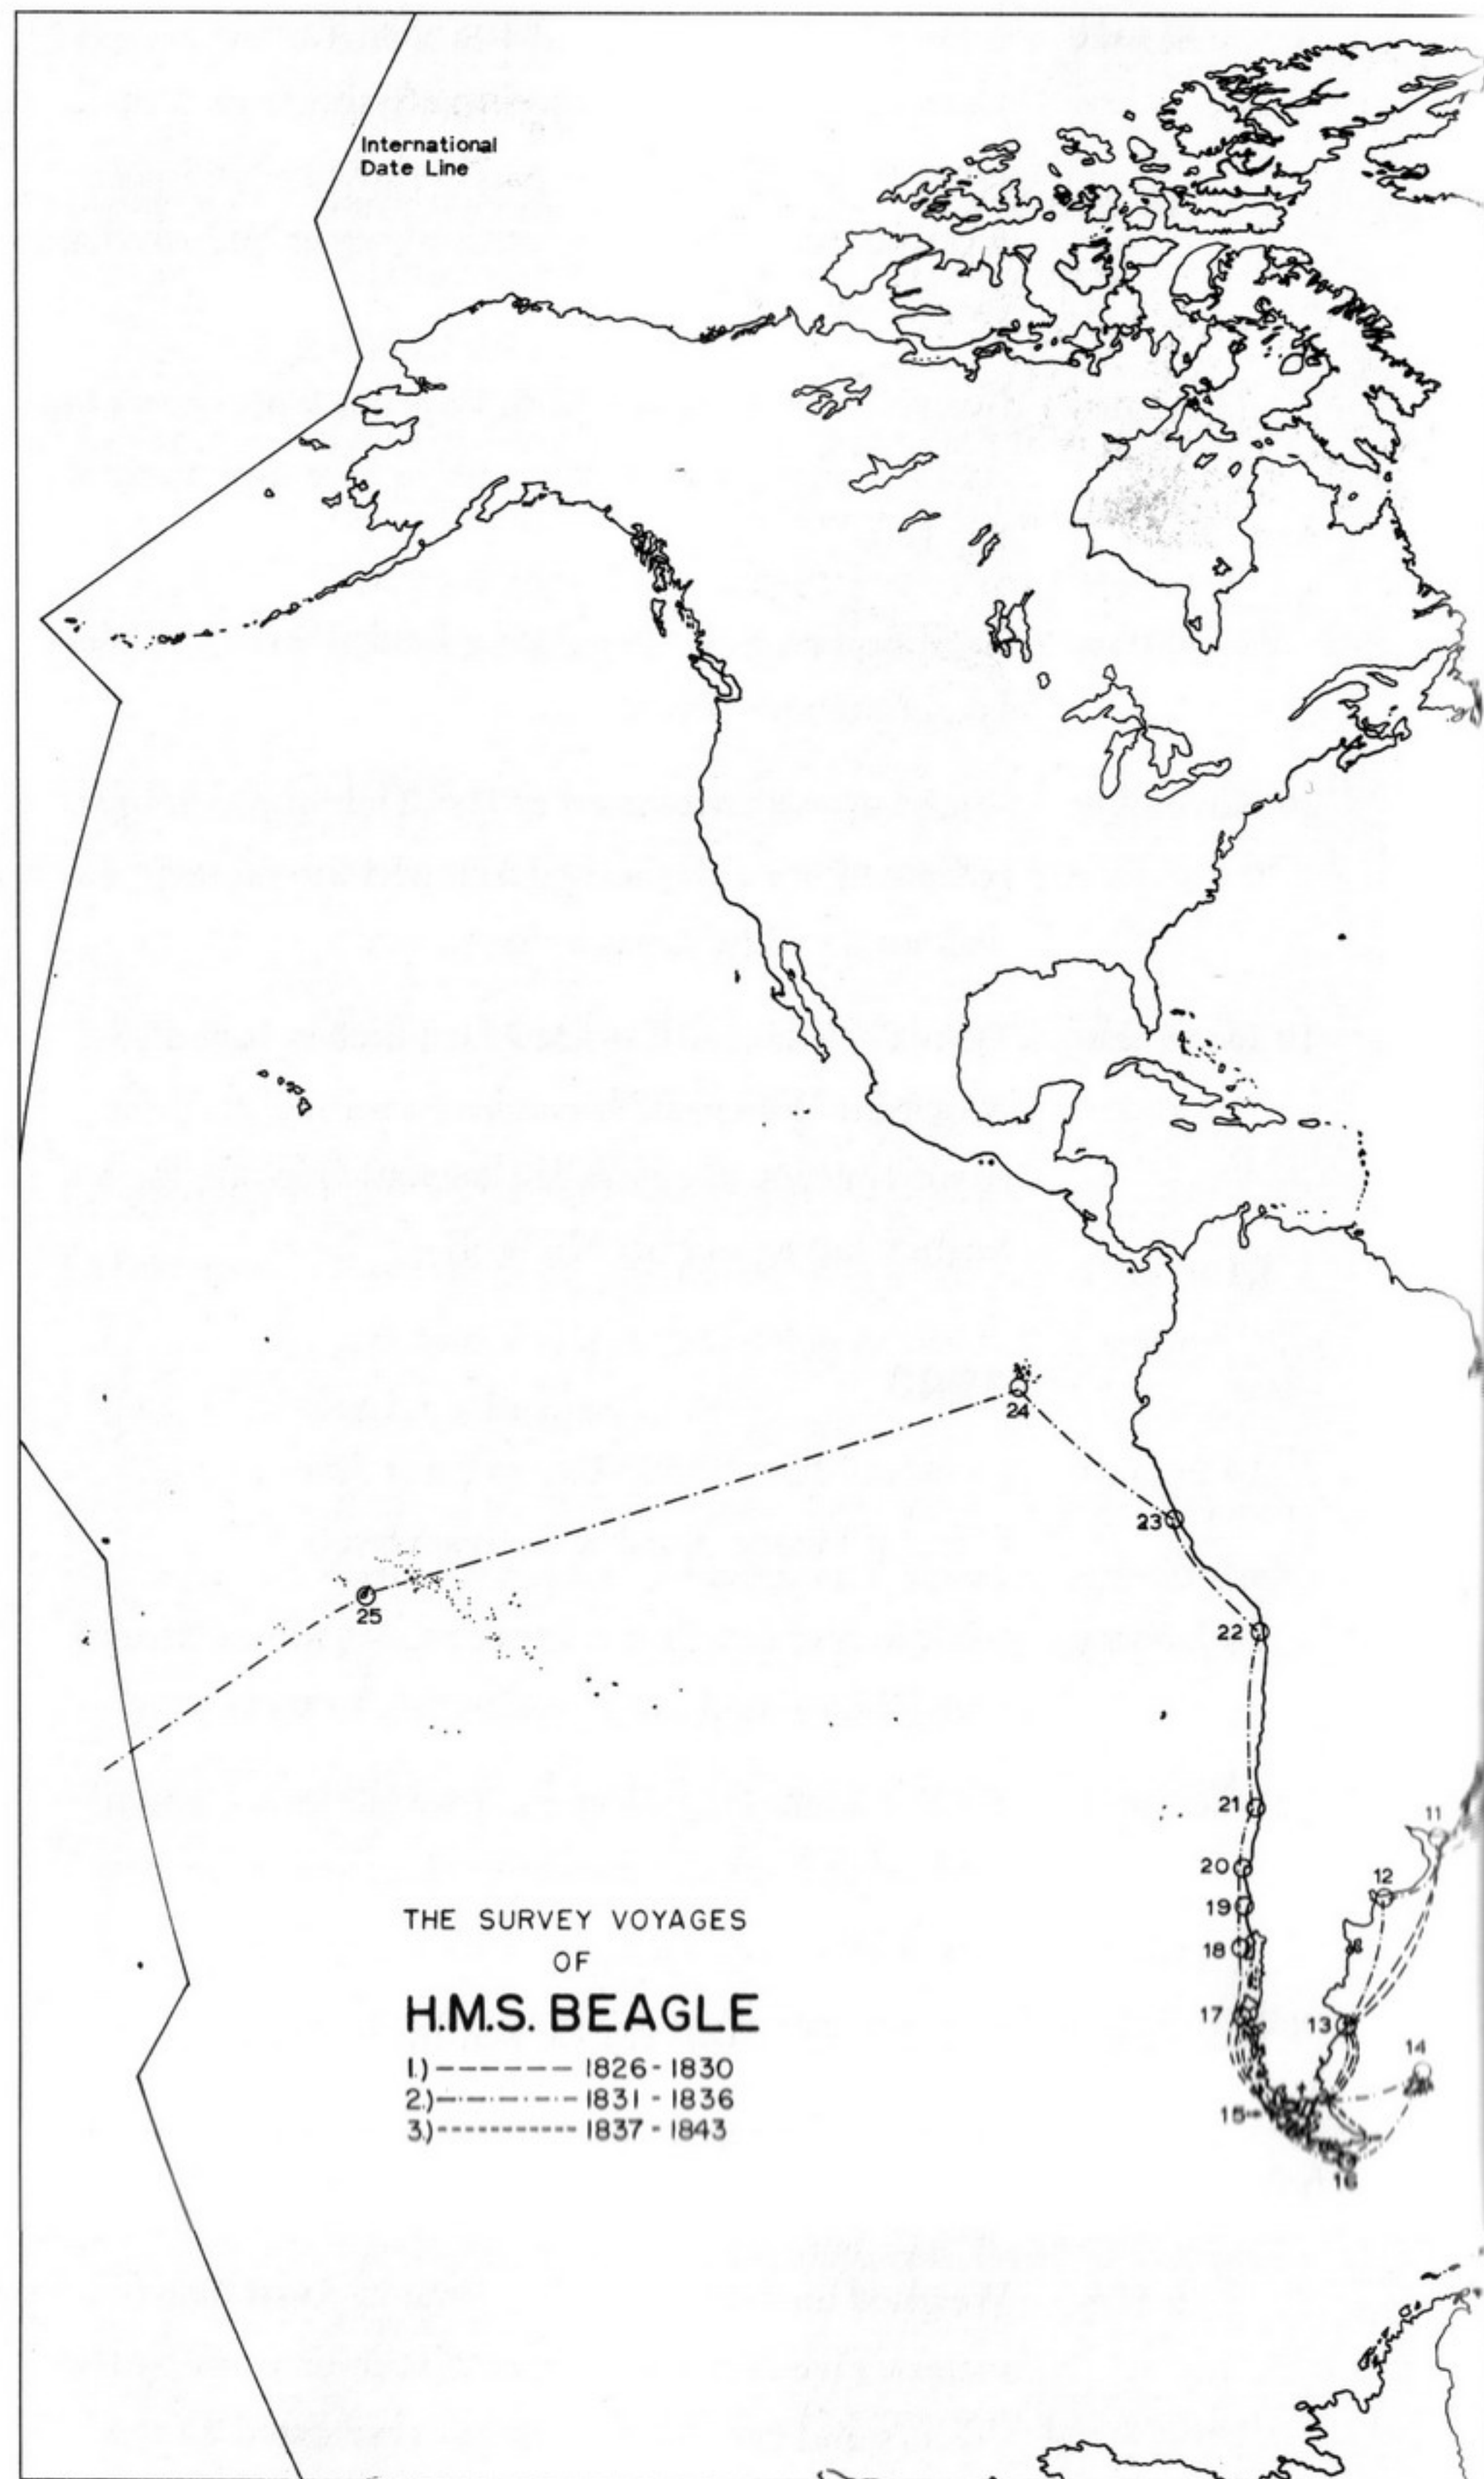 International
Date Line
24
23
25
22
21
11
20
12
19
18
17
13
14
15
16
THE SURVEY VOYAGES
OF
H.M.S. BEAGLE
1.) 1826 - 1830
2.) 1831 - 1836
3.) 1837 - 1843